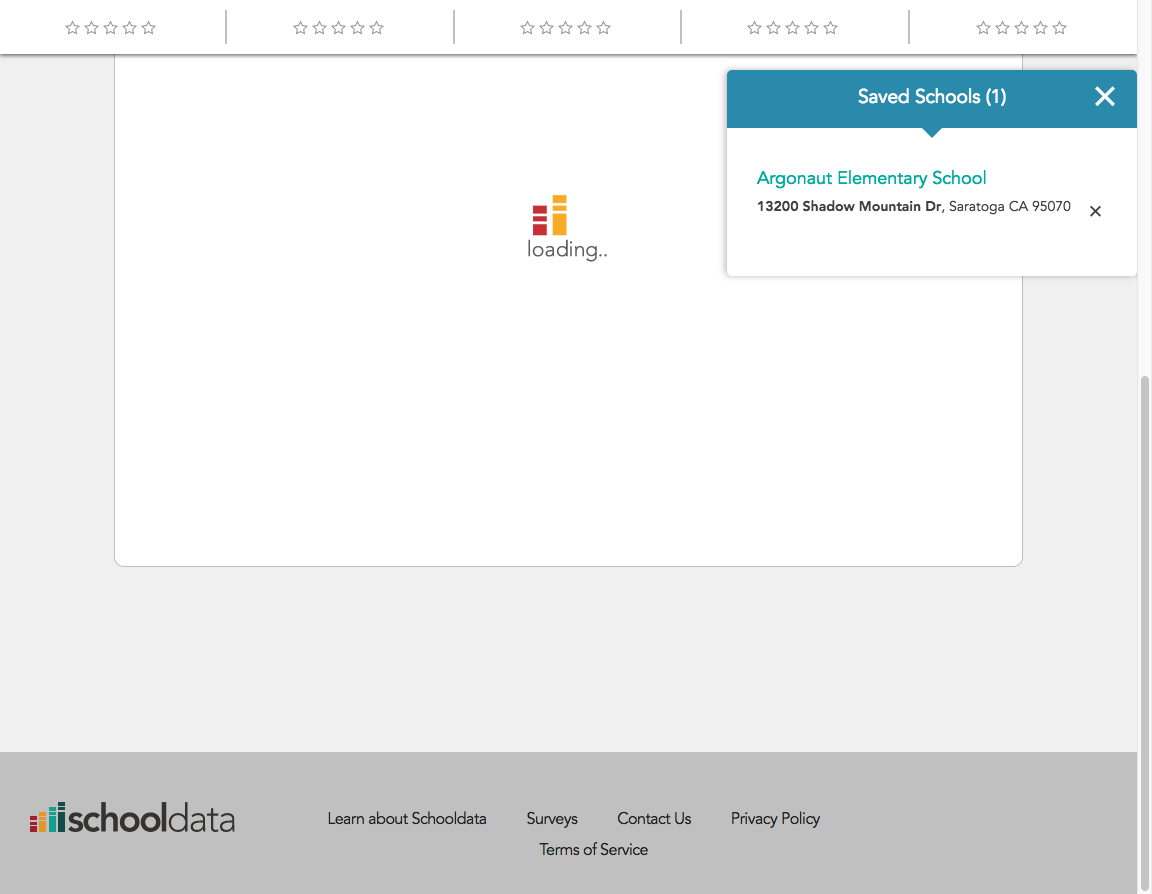 Saved Schools (1)
Argonaut Elementary School
13200 Shadow Mountain Dr, Saratoga CA 95070
loading..
schooldata
Learn about Schooldata
Surveys
Contact Us
Privacy Policy
Terms of Service